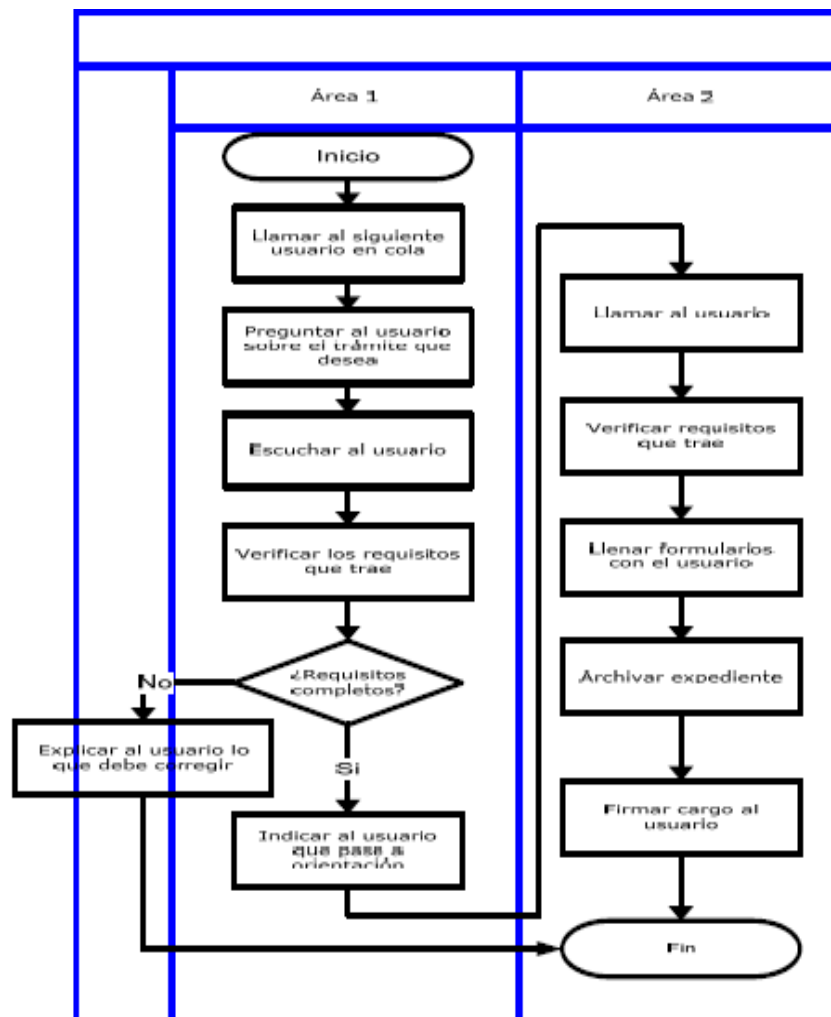 Área 1
Área 2
Inicio
Llamar al siguiente
usuario en cola
Preguntar al usuario
sobre el trámite que
desea
Escuchar al usuario
Verificar los requisitos
que trae
¿Requisitos
completos?
No
Explicar al usuario lo
que debe corregir
Si
Indicar al usuario
que pase a
orientación
Llamar al usuario
Verificar requisitos
que trae
Llenar formularios
con el usuario
Archivar expediente
Firmar cargo al
usuario
Fin